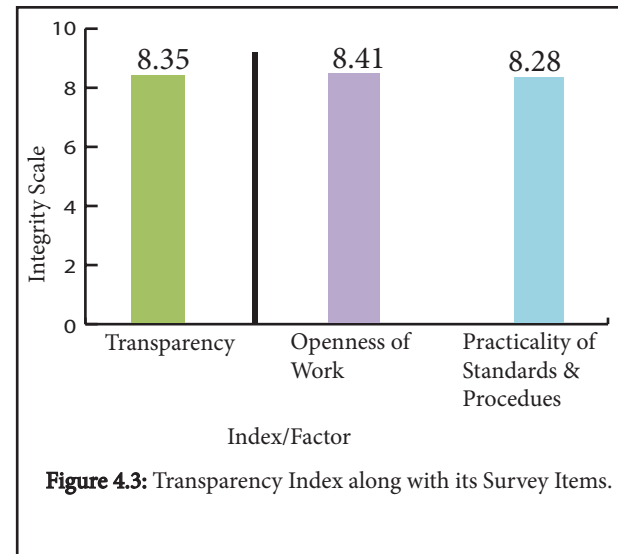 10
8
6
4
2
0
Integrity Scale
8.35
8.41
8.28
Transparency
Openness of
Work
Practicality of
Standards &
Procedues
Index/Factor
Figure 4.3: Transparency Index along with its Survey Items.